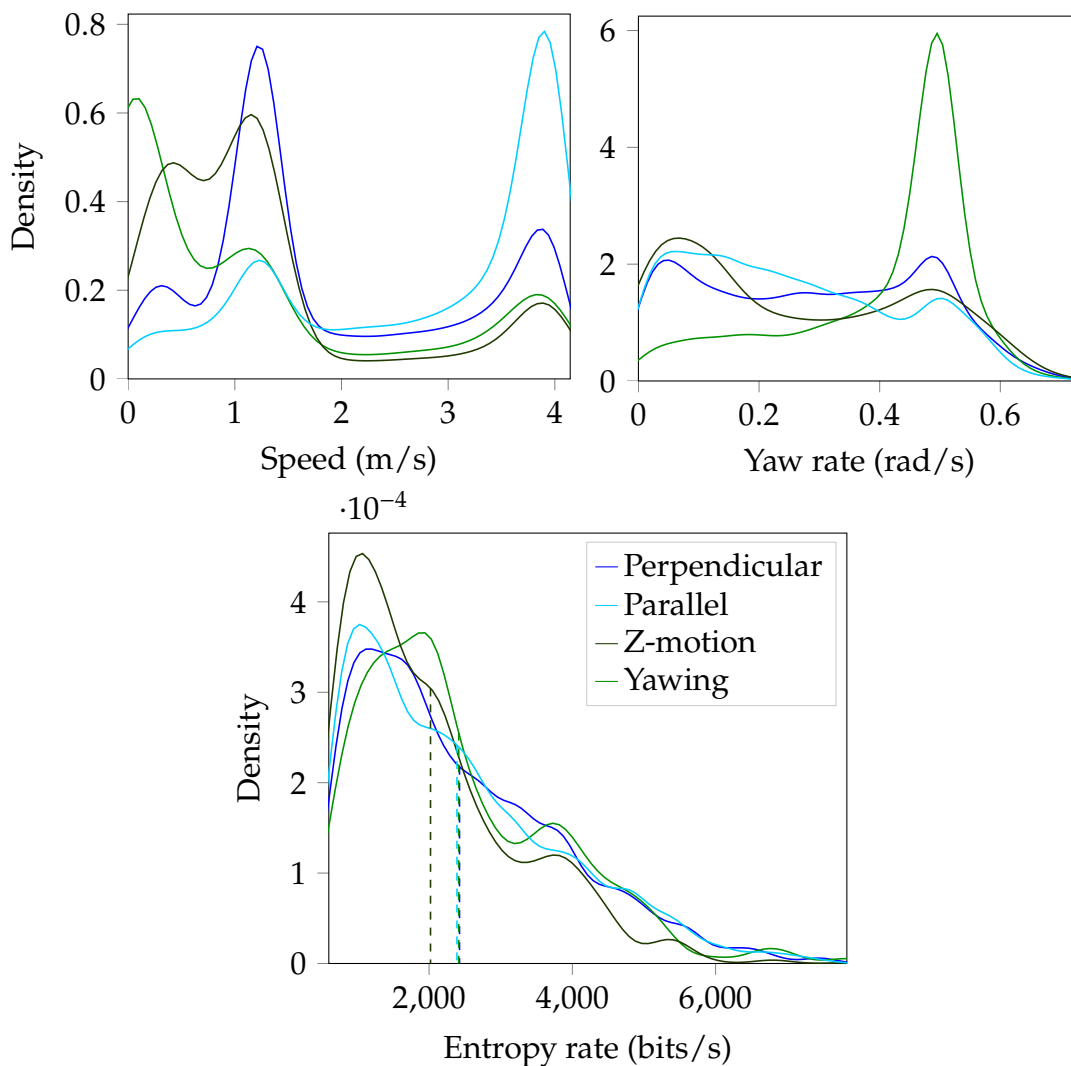 0.8
0.6
0.4
0.2
0
Density
0 1 2 3 4
Speed (m/s)
6
4
2
0
0 0.2 0.4 0.6
Yaw rate (rad/s)
·10−4
4
3
2
1
0
Density
Perpendicular
Parallel
Z-motion
Yawing
2,000 4,000 6,000
Entropy rate (bits/s)